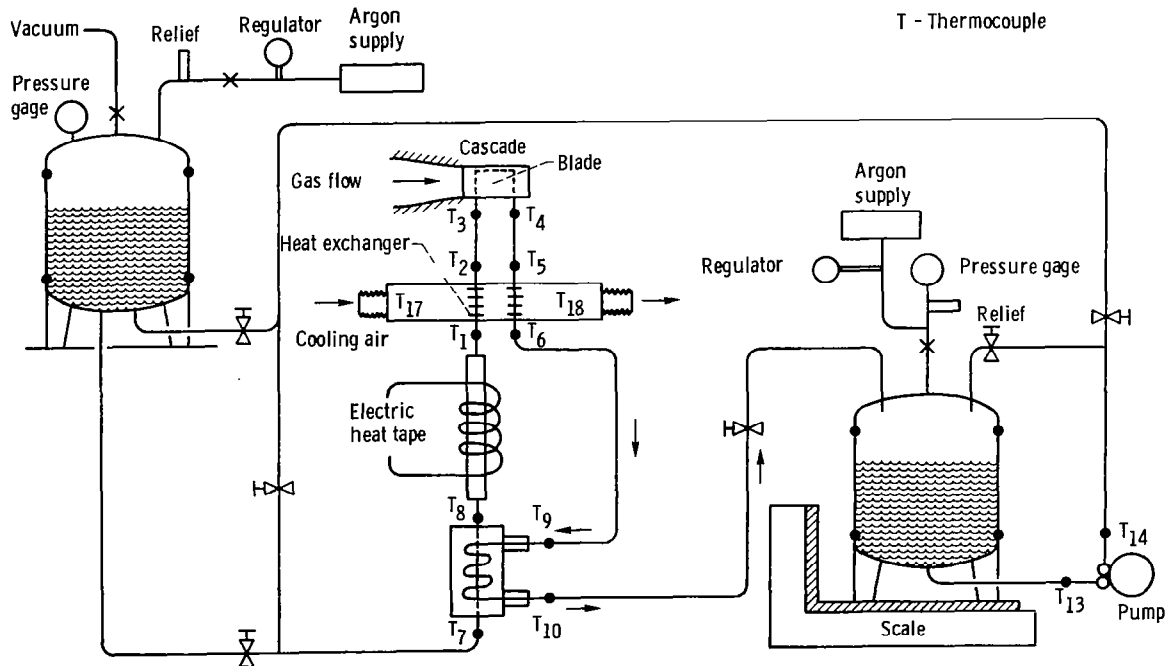 T - Thermocouple
Vacuum
Relief
Regulator
Argon
supply
Pressure
gage
Cascade
Blade
Gas flow
T3
T4
Heat exchanger
T2
T5
T17
T18
Cooling air
T1
T6
Electric
heat tape
T8
T9
T7
T10
Argon
supply
Regulator
Pressure gage
Relief
T14
T13
Pump
Scale